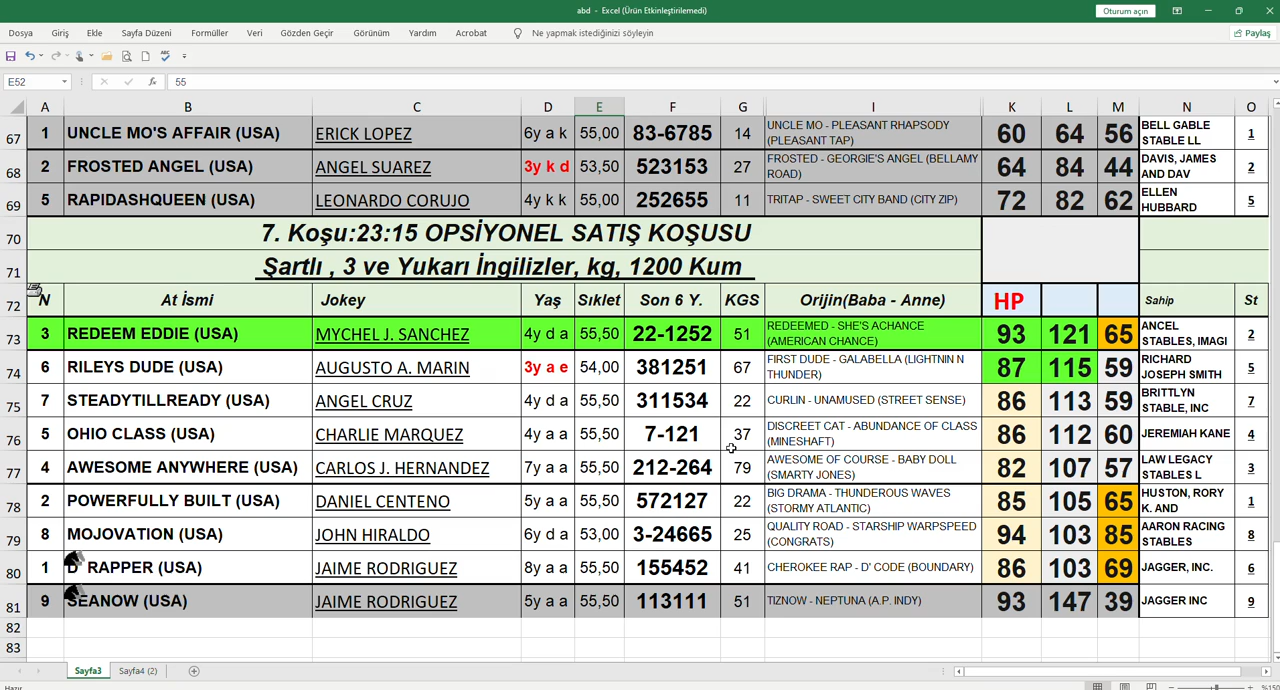 abd - Excel (Ürün Etkinleştirilemedi)
Oturum açın
Dosya Giriş Ekle Sayfa Düzeni Formüller Veri Gözden Geçir Görünüm Yardım Acrobat Ne yapmak istediğinizi söyleyin Paylaş
E52 fx 55
A B C D E F G I K L M N O
67 1 UNCLE MO'S AFFAIR (USA) ERICK LOPEZ 6y a k 55,00 83-6785 14 UNCLE MO - PLEASANT RHAPSODY (PLEASANT TAP) 60 64 56 BELL GABLE STABLE LL 1
68 2 FROSTED ANGEL (USA) ANGEL SUAREZ 3y k d 53,50 523153 27 FROSTED - GEORGIE'S ANGEL (BELLAMY ROAD) 64 84 44 DAVIS, JAMES AND DAV 2
69 5 RAPIDASHQUEEN (USA) LEONARDO CORUJO 4y k k 55,00 252655 11 TRITAP - SWEET CITY BAND (CITY ZIP) 72 82 62 ELLEN HUBBARD 5
70 7. Koşu:23:15 OPSİYONEL SATIŞ KOŞUSU
71 Şartlı , 3 ve Yukarı İngilizler, kg, 1200 Kum
72 N At İsmi Jokey Yaş Sıklet Son 6 Y. KGS Orijin(Baba - Anne) HP Sahip St
73 3 REDEEM EDDIE (USA) MYCHEL J. SANCHEZ 4y d a 55,50 22-1252 51 REDEEMED - SHE'S ACHANCE (AMERICAN CHANCE) 93 121 65 ANCEL STABLES, IMAGI 2
74 6 RILEYS DUDE (USA) AUGUSTO A. MARIN 3y a e 54,00 381251 67 FIRST DUDE - GALABELLA (LIGHTNIN N THUNDER) 87 115 59 RICHARD JOSEPH SMITH 5
75 7 STEADYTILLREADY (USA) ANGEL CRUZ 4y d a 55,50 311534 22 CURLIN - UNAMUSED (STREET SENSE) 86 113 59 BRITTLYN STABLE, INC 7
76 5 OHIO CLASS (USA) CHARLIE MARQUEZ 4y a a 55,50 7-121 37 DISCREET CAT - ABUNDANCE OF CLASS (MINESHAFT) 86 112 60 JEREMIAH KANE 4
77 4 AWESOME ANYWHERE (USA) CARLOS J. HERNANDEZ 7y a a 55,50 212-264 79 AWESOME OF COURSE - BABY DOLL (SMARTY JONES) 82 107 57 LAW LEGACY STABLES L 3
78 2 POWERFULLY BUILT (USA) DANIEL CENTENO 5y a a 55,50 572127 22 BIG DRAMA - THUNDEROUS WAVES (STORMY ATLANTIC) 85 105 65 HUSTON, RORY K. AND 1
79 8 MOJOVATION (USA) JOHN HIRALDO 6y d a 53,00 3-24665 25 QUALITY ROAD - STARSHIP WARPSPEED (CONGRATS) 94 103 85 AARON RACING STABLES 8
80 1 D' RAPPER (USA) JAIME RODRIGUEZ 8y a a 55,50 155452 41 CHEROKEE RAP - D' CODE (BOUNDARY) 86 103 69 JAGGER, INC. 6
81 9 SEANOW (USA) JAIME RODRIGUEZ 5y a a 55,50 113111 51 TIZNOW - NEPTUNA (A.P. INDY) 93 147 39 JAGGER INC 9
82
83
Sayfa3 Sayfa4 (2)
Hazır %150